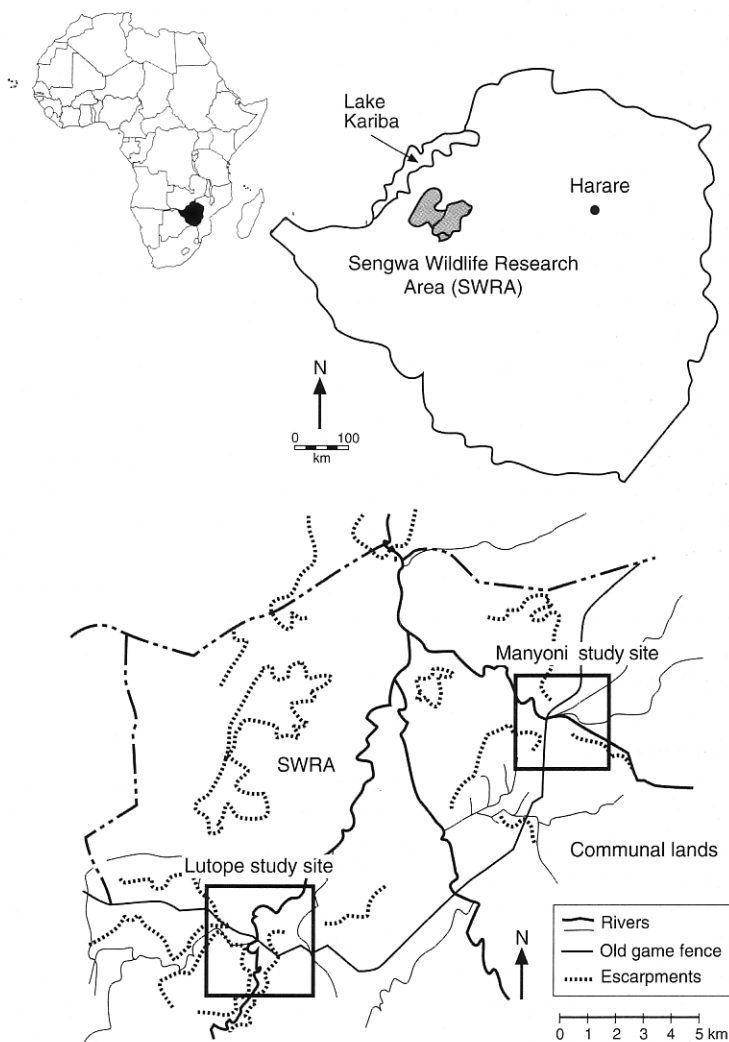 Lake
Kariba
Harare
Sengwa Wildlife Research
Area (SWRA)
N
0 100
km
Manyoni study site
SWRA
Communal lands
Lutope study site
N
Rivers
Old game fence
Escarpments
0 1 2 3 4 5 km